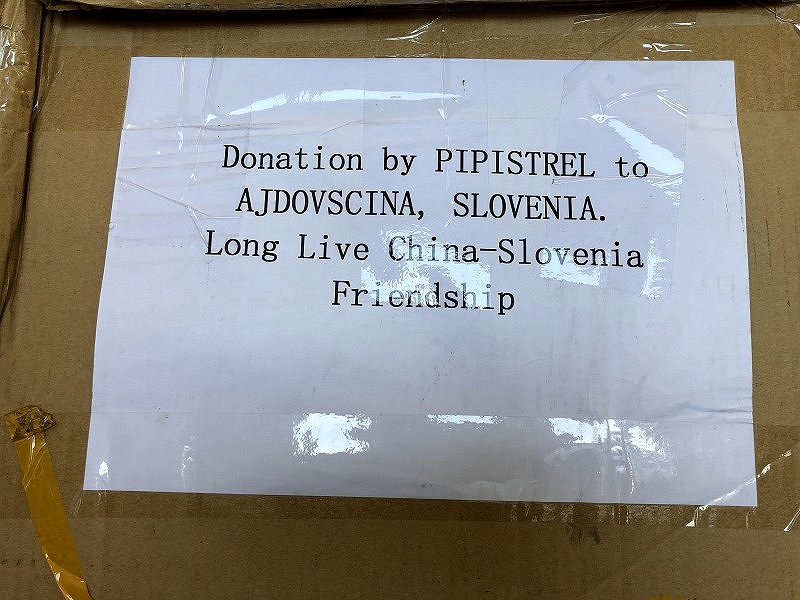 Donation by PIPISTREL to
AJDOVSCINA, SLOVENIA.
Long Live China-Slovenia
Friendship